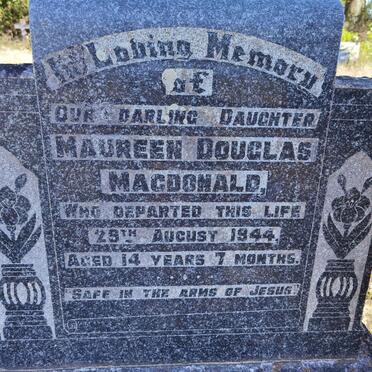 In Loving Memory
of
OUR DARLING DAUGHTER
MAUREEN DOUGLAS
MACDONALD,
WHO DEPARTED THIS LIFE
29TH AUGUST 1944.
AGED 14 YEARS 7 MONTHS.
SAFE IN THE ARMS OF JESUS